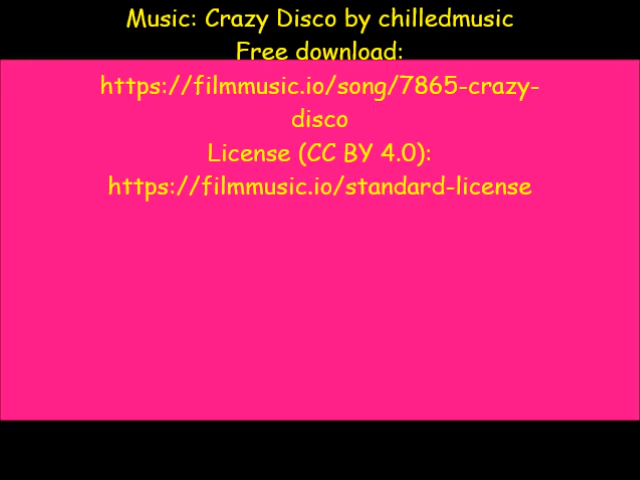 Music: Crazy Disco by chilledmusic
Free download:
https://filmmusic.io/song/7865-crazy-
disco
License (CC BY 4.0):
https://filmmusic.io/standard-license